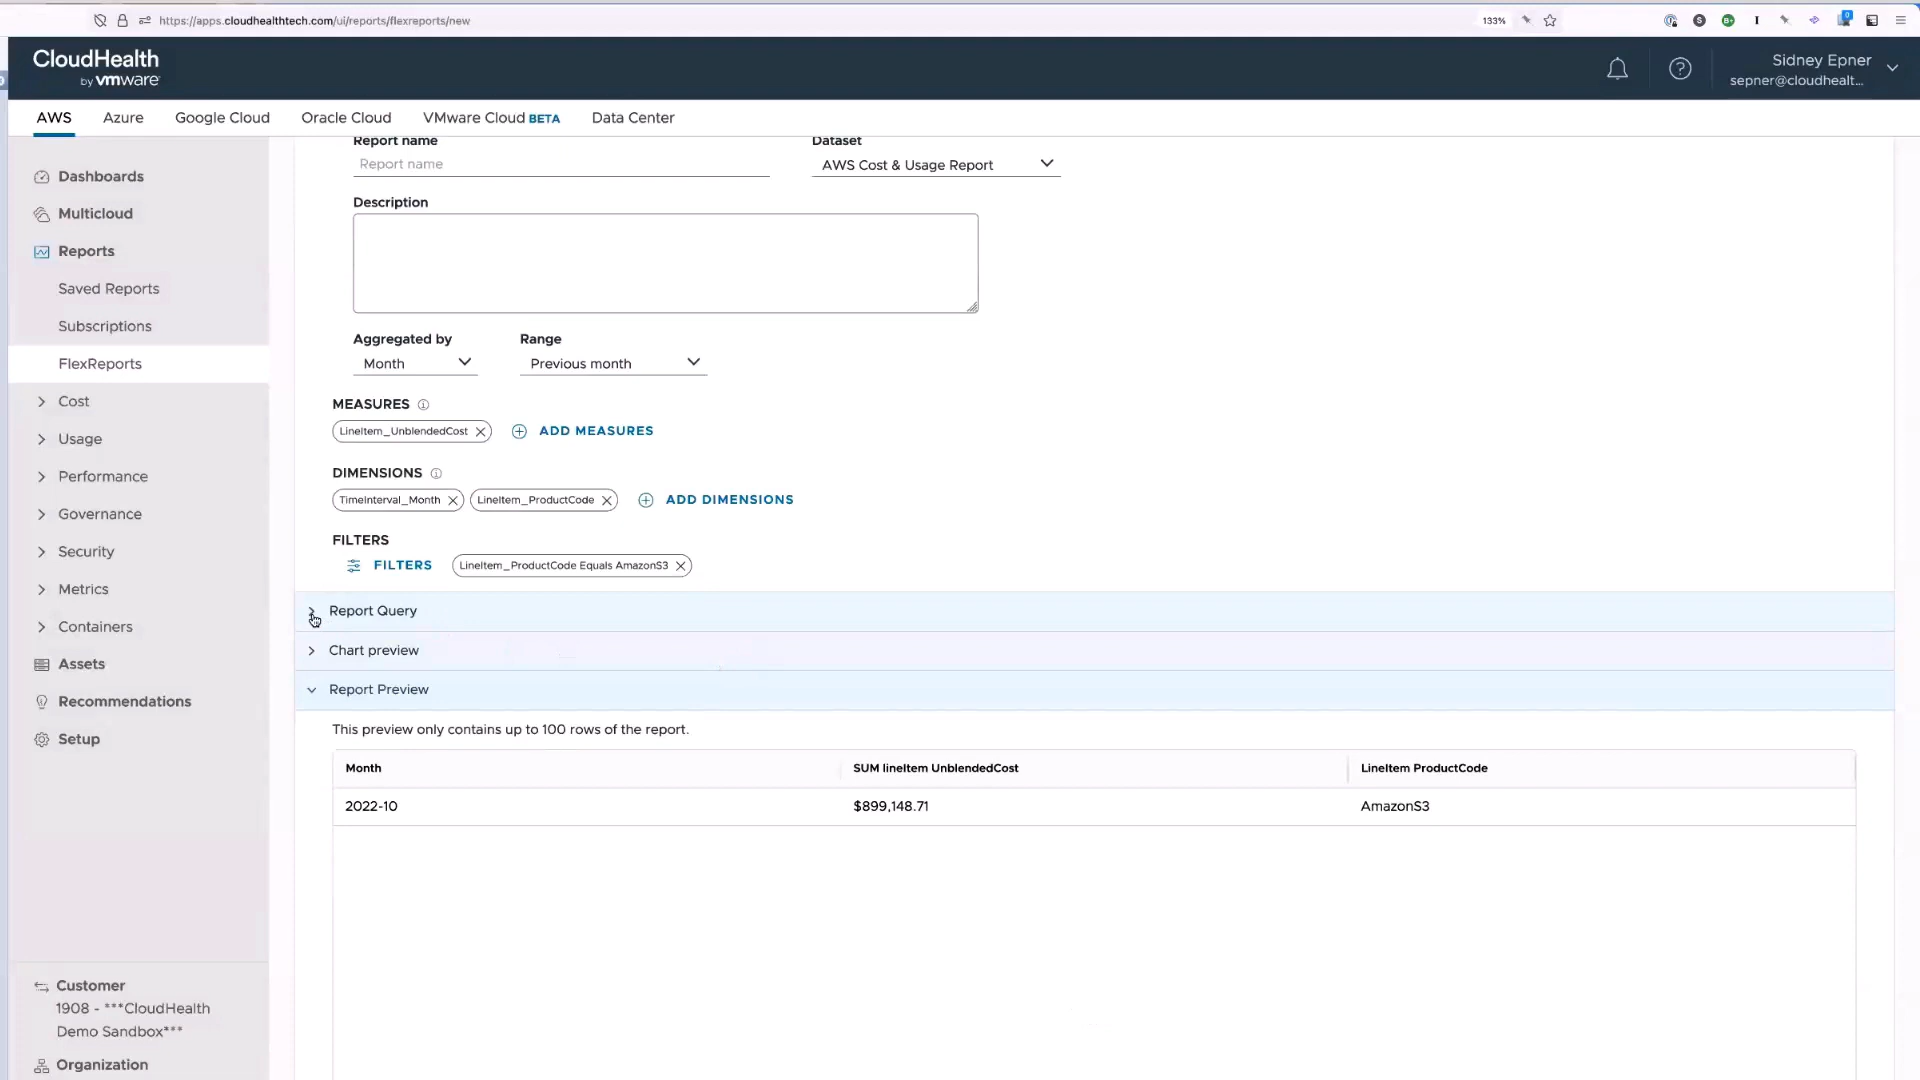 https://apps.cloudhealthtech.com/ui/reports/flexreports/new
133%
CloudHealth
by vmware
Sidney Epner
sepner@cloudhealt...
AWS
Azure
Google Cloud
Oracle Cloud
VMware Cloud BETA
Data Center
Dashboards
Multicloud
Reports
Saved Reports
Subscriptions
FlexReports
Cost
Usage
Performance
Governance
Security
Metrics
Containers
Assets
Recommendations
Setup
Customer
1908 - ***CloudHealth
Demo Sandbox***
Organization
Report name
Report name
Dataset
AWS Cost & Usage Report
Description
Aggregated by
Month
Range
Previous month
MEASURES
LineItem_UnblendedCost
ADD MEASURES
DIMENSIONS
TimeInterval_Month
LineItem_ProductCode
ADD DIMENSIONS
FILTERS
FILTERS
LineItem_ProductCode Equals AmazonS3
Report Query
Chart preview
Report Preview
This preview only contains up to 100 rows of the report.
Month
SUM lineItem UnblendedCost
LineItem ProductCode
2022-10
$899,148.71
AmazonS3